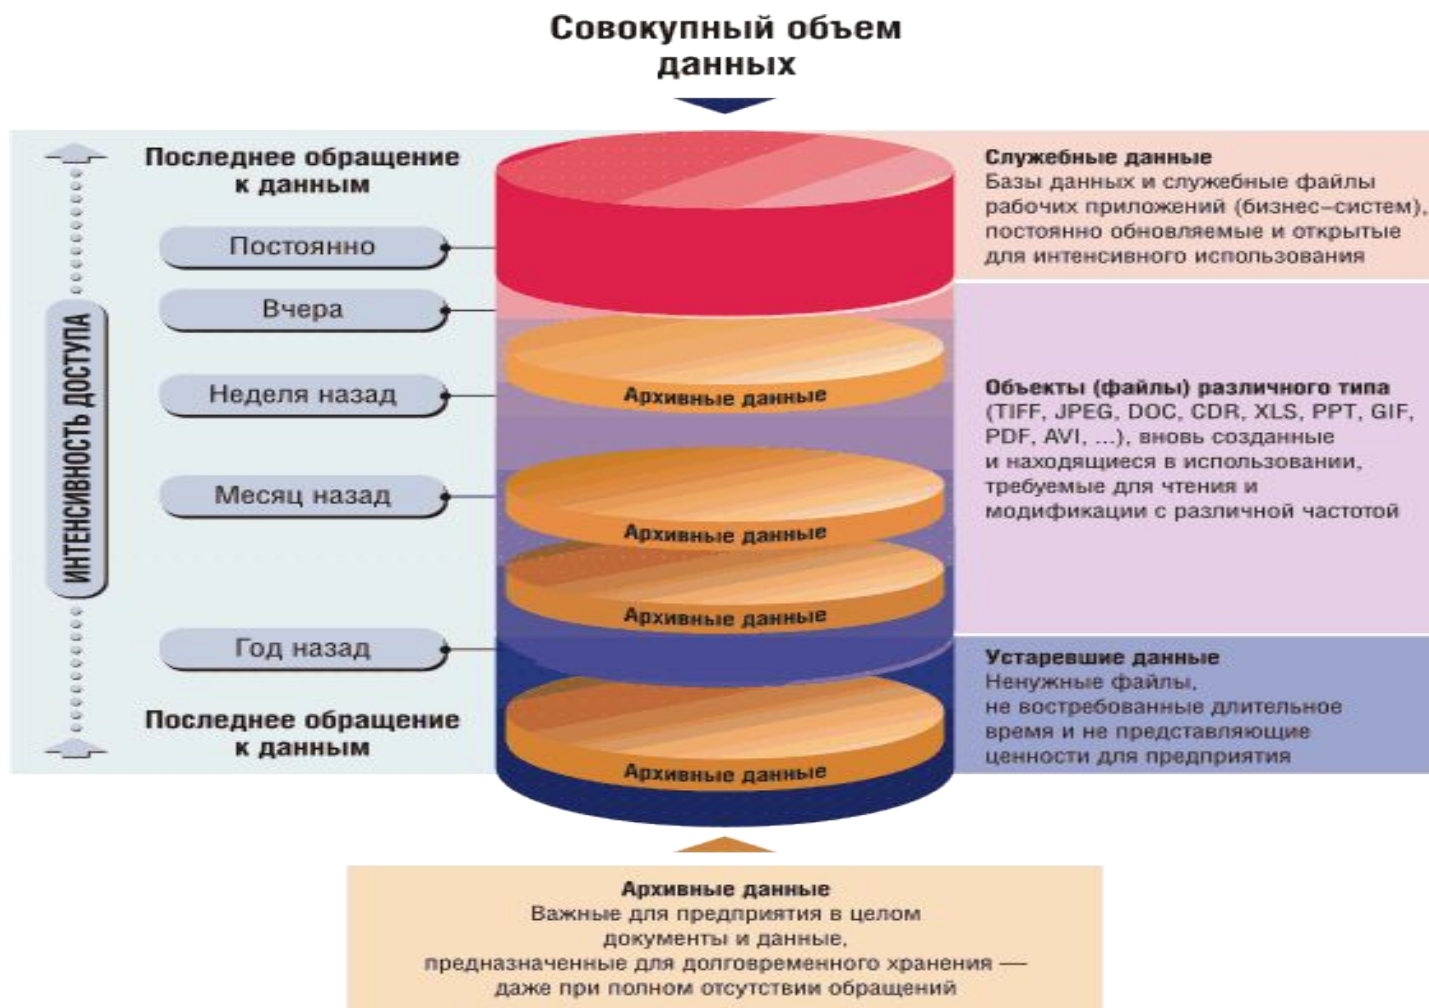 Совокупный объем
данных
ИНТЕНСИВНОСТЬ ДОСТУПА
Последнее обращение
к данным
Постоянно
Вчера
Неделя назад
Месяц назад
Год назад
Последнее обращение
к данным
Архивные данные
Архивные данные
Архивные данные
Архивные данные
Служебные данные
Базы данных и служебные файлы
рабочих приложений (бизнес–систем),
постоянно обновляемые и открытые
для интенсивного использования
Объекты (файлы) различного типа
(TIFF, JPEG, DOC, CDR, XLS, PPT, GIF,
PDF, AVI, ...), вновь созданные
и находящиеся в использовании,
требуемые для чтения и
модификации с различной частотой
Устаревшие данные
Ненужные файлы,
не востребованные длительное
время и не представляющие
ценности для предприятия
Архивные данные
Важные для предприятия в целом
документы и данные,
предназначенные для долговременного хранения —
даже при полном отсутствии обращений